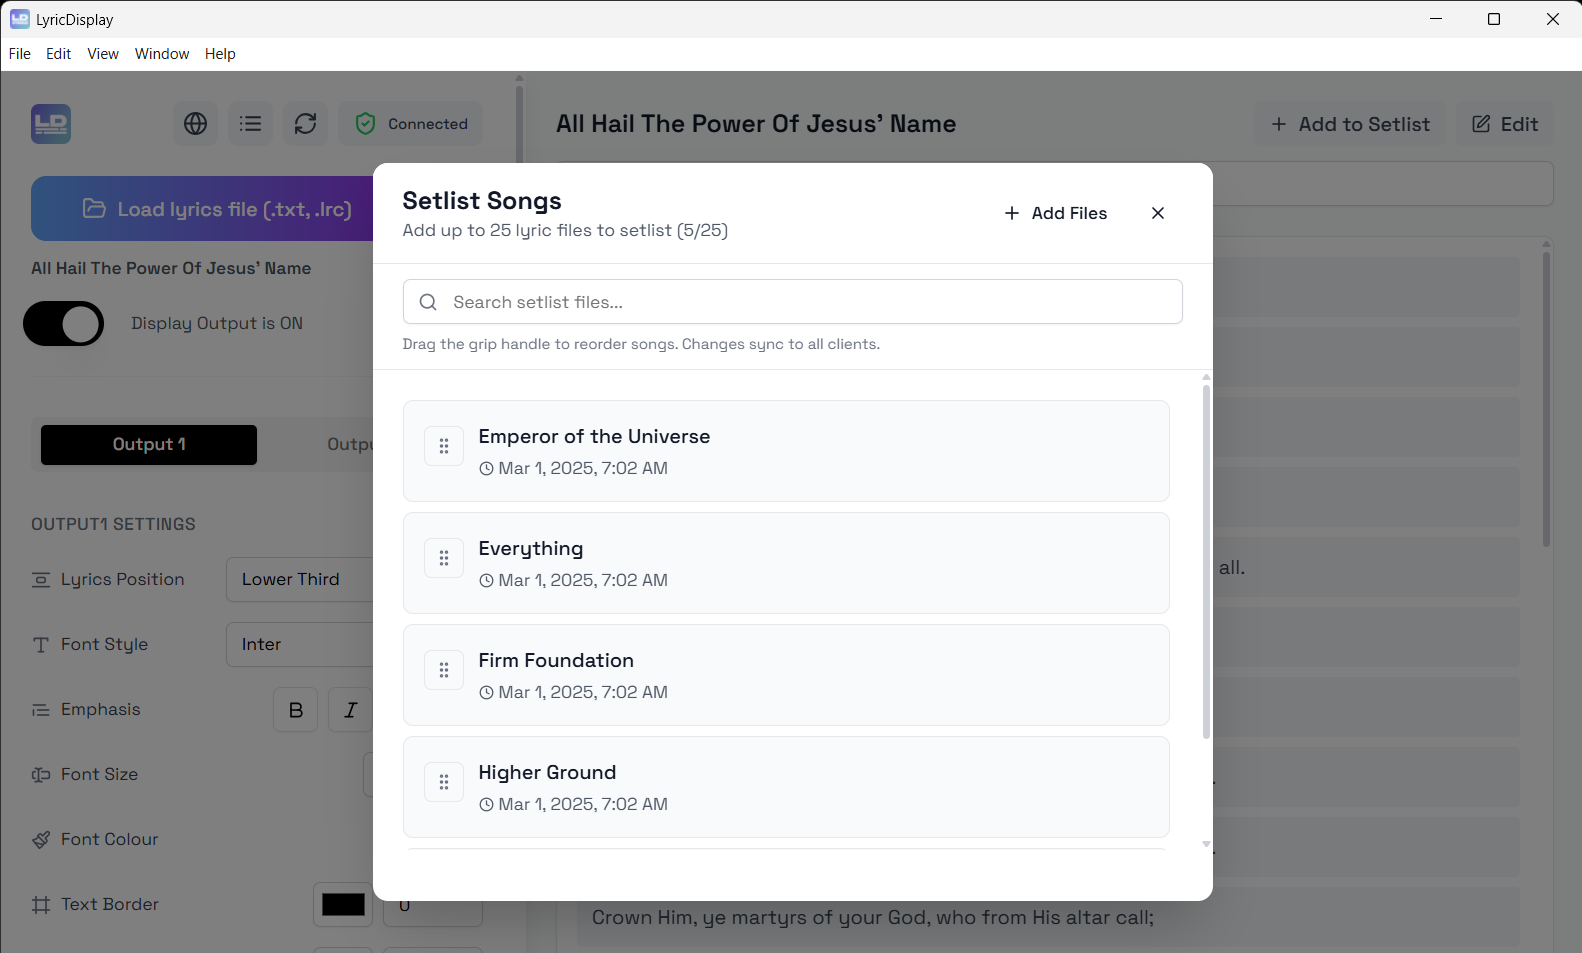 LyricDisplay
File Edit View Window Help
Connected
All Hail The Power Of Jesus' Name
Add to Setlist
Edit
Load lyrics file (.txt, .lrc)
All Hail The Power Of Jesus' Name
Display Output is ON
Output 1
OUTPUT1 SETTINGS
Lyrics Position
Lower Third
Font Style
Inter
Emphasis
B
I
Font Size
Font Colour
Text Border
0
Setlist Songs
Add up to 25 lyric files to setlist (5/25)
Add Files
Search setlist files...
Drag the grip handle to reorder songs. Changes sync to all clients.
Emperor of the Universe
Mar 1, 2025, 7:02 AM
Everything
Mar 1, 2025, 7:02 AM
Firm Foundation
Mar 1, 2025, 7:02 AM
Higher Ground
Mar 1, 2025, 7:02 AM
all.
Crown Him, ye martyrs of your God, who from His altar call;